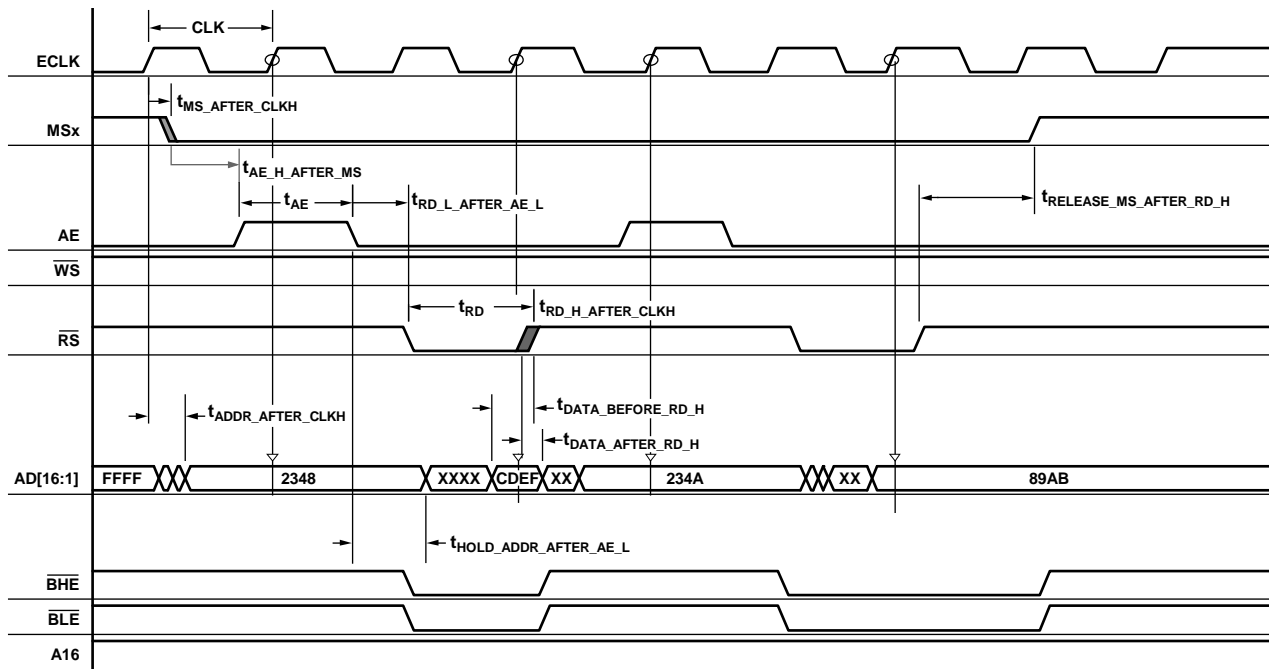 CLK
ECLK
tMS_AFTER_CLKH
MSx
tAE_H_AFTER_MS
tAE
tRD_L_AFTER_AE_L
tRELEASE_MS_AFTER_RD_H
AE
WS
tRD
tRD_H_AFTER_CLKH
RS
tADDR_AFTER_CLKH
tDATA_BEFORE_RD_H
tDATA_AFTER_RD_H
AD[16:1] FFFF 2348 XXXX CDEF XX 234A XX 89AB
tHOLD_ADDR_AFTER_AE_L
BHE
BLE
A16